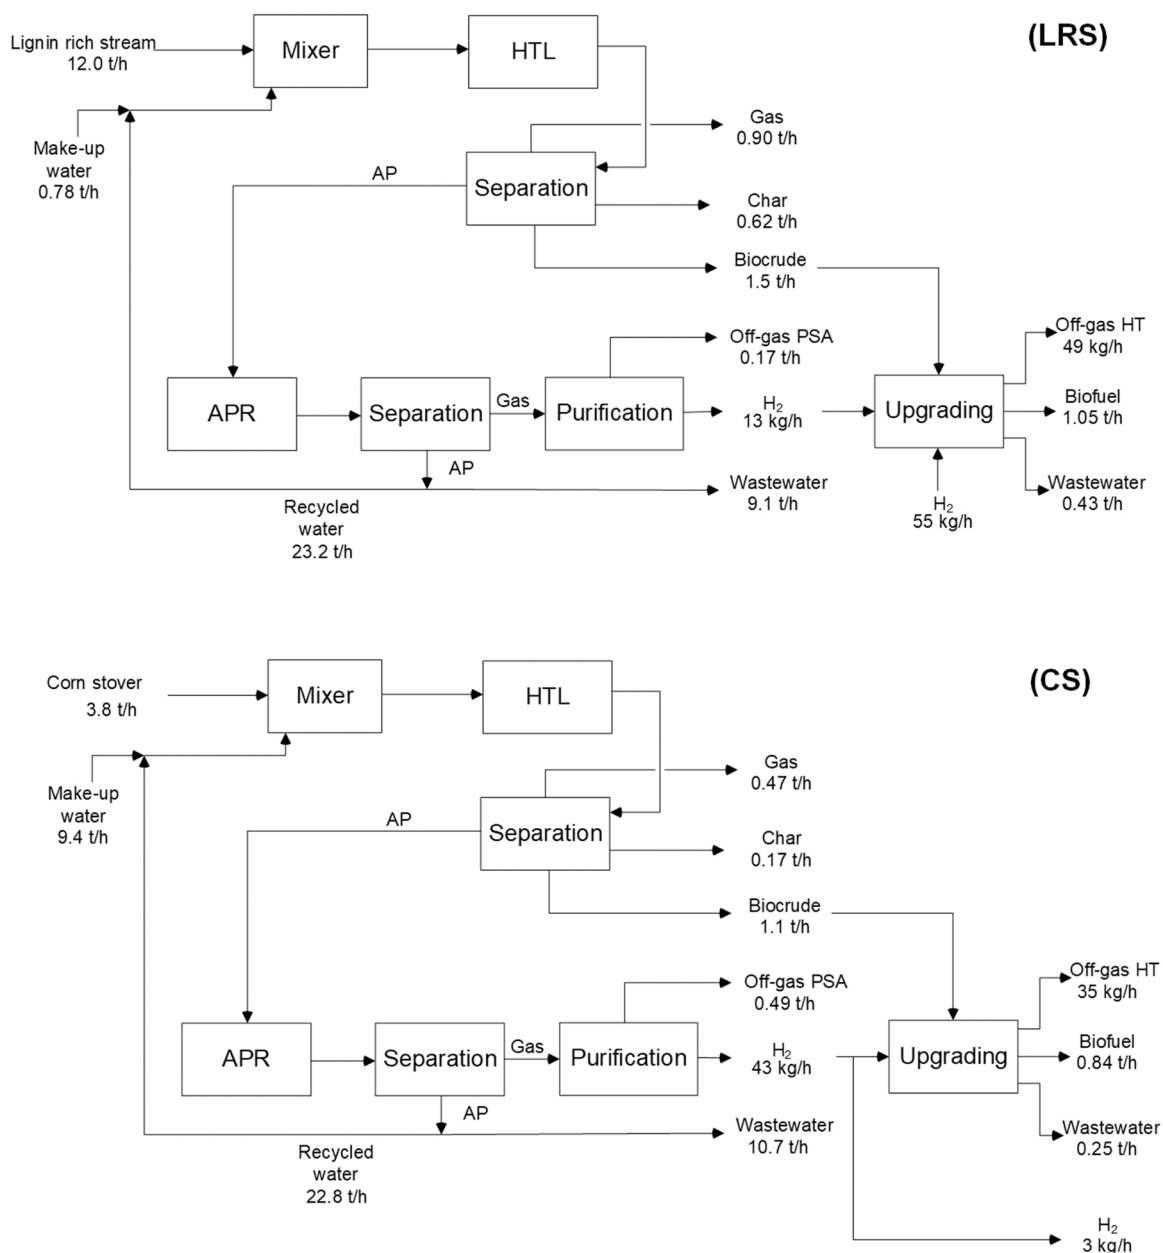 (LRS)
Lignin rich stream
12.0 t/h
Mixer
HTL
Make-up
water
0.78 t/h
Gas
0.90 t/h
AP
Separation
Char
0.62 t/h
Biocrude
1.5 t/h
Off-gas PSA
0.17 t/h
Off-gas HT
49 kg/h
APR
Separation
Gas
Purification
H₂
13 kg/h
Upgrading
Biofuel
1.05 t/h
AP
Recycled
water
23.2 t/h
Wastewater
9.1 t/h
H₂
55 kg/h
Wastewater
0.43 t/h
(CS)
Corn stover
3.8 t/h
Mixer
HTL
Make-up
water
9.4 t/h
Gas
0.47 t/h
AP
Separation
Char
0.17 t/h
Biocrude
1.1 t/h
Off-gas PSA
0.49 t/h
Off-gas HT
35 kg/h
APR
Separation
Gas
Purification
H₂
43 kg/h
Upgrading
Biofuel
0.84 t/h
AP
Recycled
water
22.8 t/h
Wastewater
10.7 t/h
Wastewater
0.25 t/h
H₂
3 kg/h